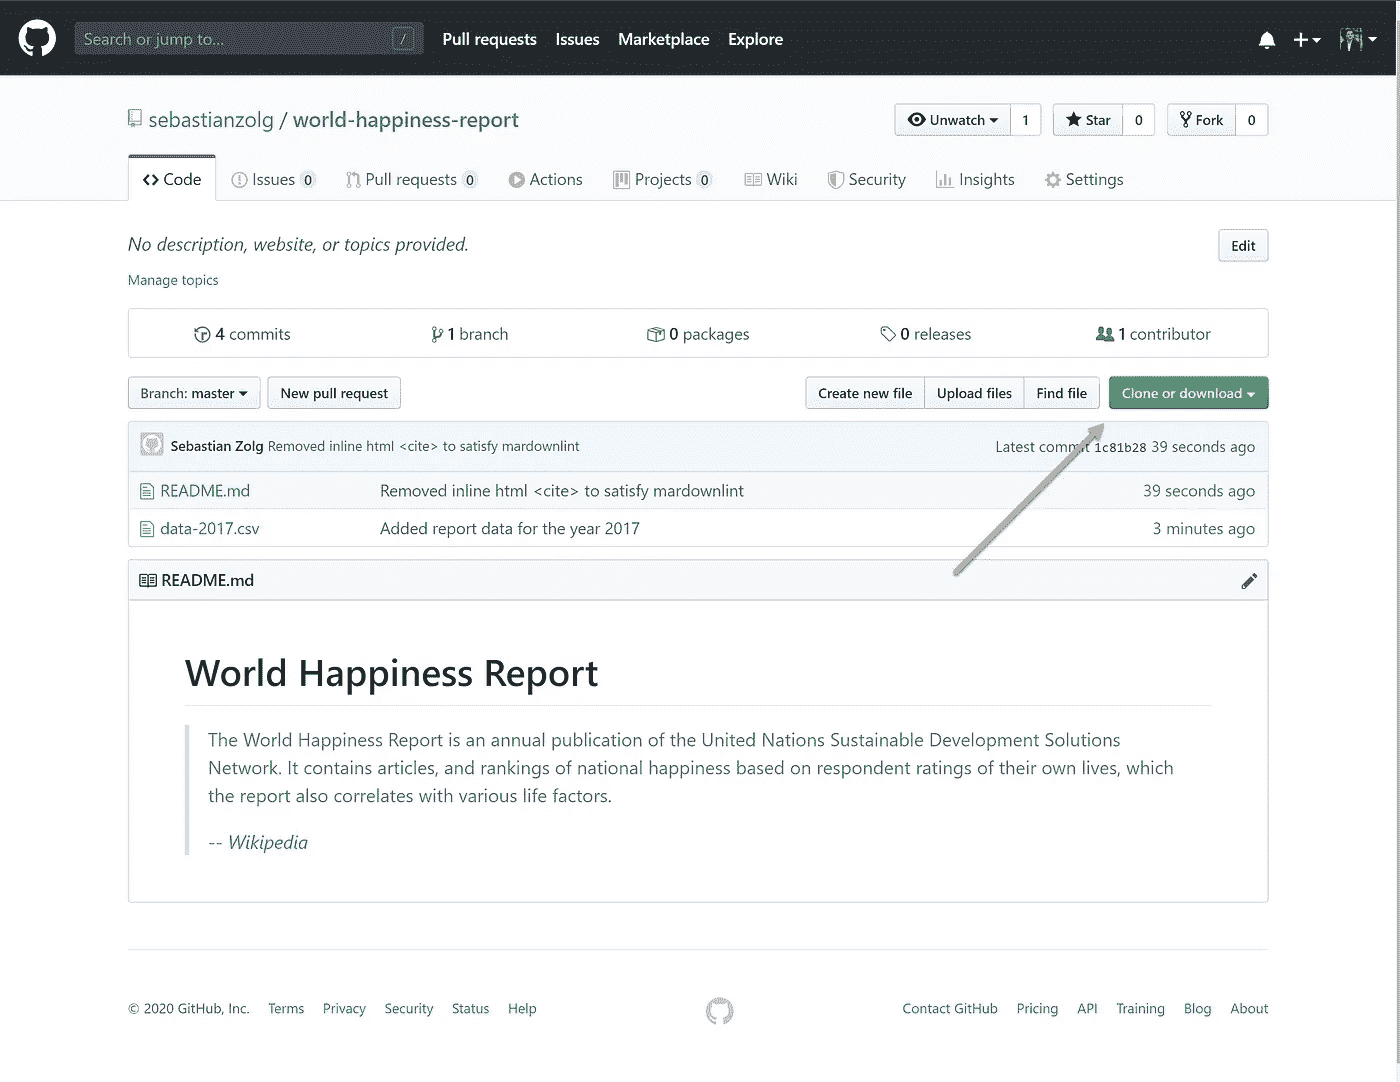 Search or jump to... / Pull requests Issues Marketplace Explore
sebastianzolg / world-happiness-report Unwatch 1 Star 0 Fork 0
Code Issues 0 Pull requests 0 Actions Projects 0 Wiki Security Insights Settings
No description, website, or topics provided. Edit
Manage topics
4 commits 1 branch 0 packages 0 releases 1 contributor
Branch: master New pull request Create new file Upload files Find file Clone or download
Sebastian Zolg Removed inline html <cite> to satisfy mardownlint Latest commit 1c81b28 39 seconds ago
README.md Removed inline html <cite> to satisfy mardownlint 39 seconds ago
data-2017.csv Added report data for the year 2017 3 minutes ago
README.md
World Happiness Report
The World Happiness Report is an annual publication of the United Nations Sustainable Development Solutions
Network. It contains articles, and rankings of national happiness based on respondent ratings of their own lives, which
the report also correlates with various life factors.
-- Wikipedia
© 2020 GitHub, Inc. Terms Privacy Security Status Help Contact GitHub Pricing API Training Blog About